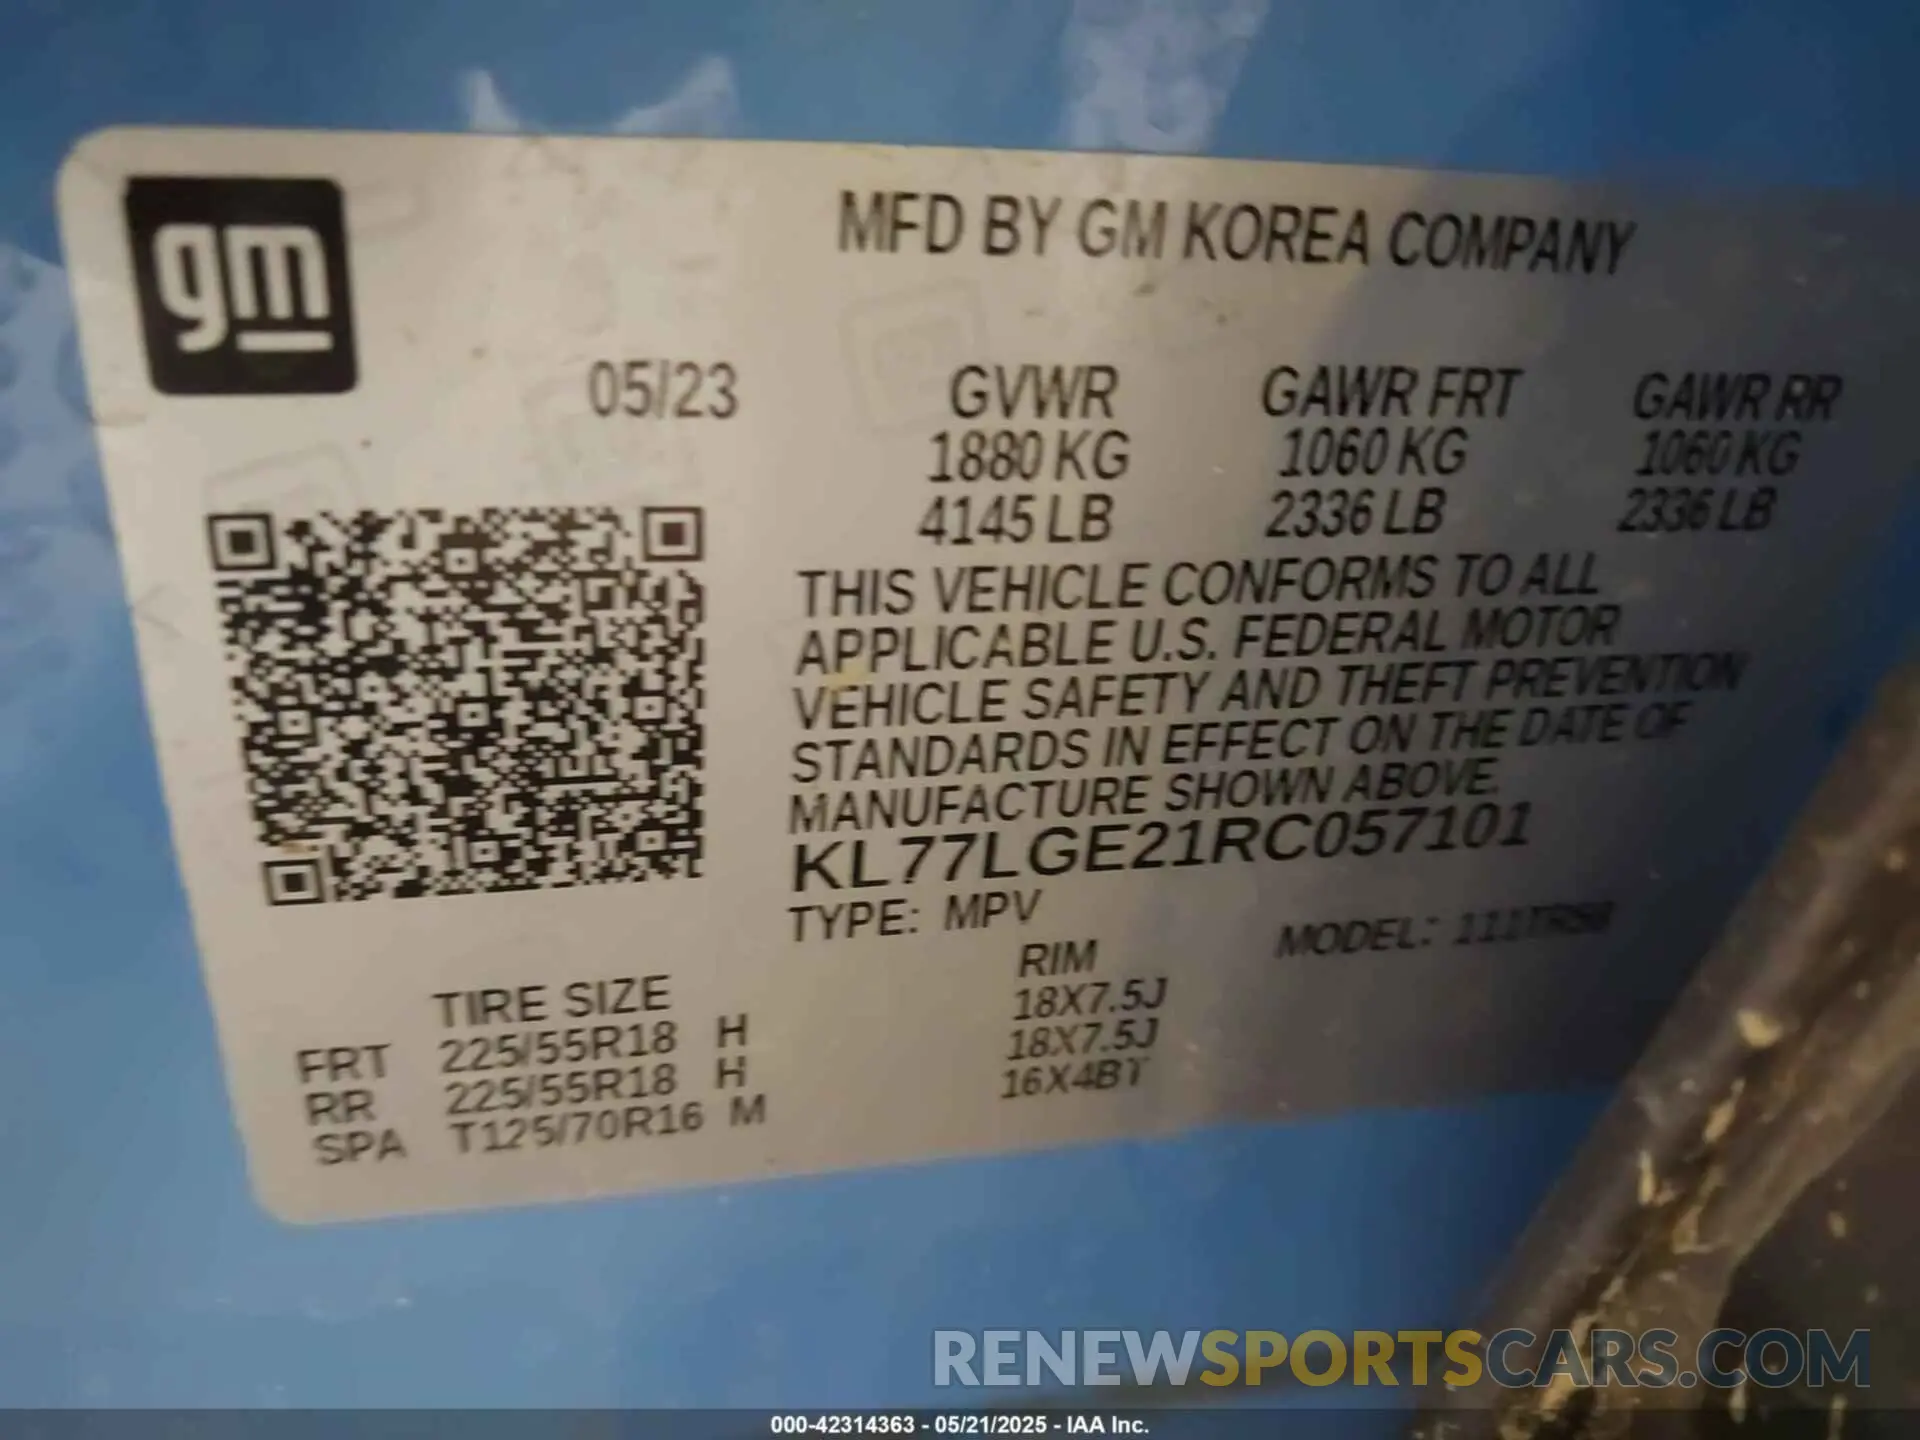 gm
MFD BY GM KOREA COMPANY
05/23
GVWR GAWR FRT GAWR RR
1880 KG 1060 KG 1060 KG
4145 LB 2336 LB 2336 LB
THIS VEHICLE CONFORMS TO ALL
APPLICABLE U.S. FEDERAL MOTOR
VEHICLE SAFETY AND THEFT PREVENTION
STANDARDS IN EFFECT ON THE DATE OF
MANUFACTURE SHOWN ABOVE.
KL77LGE21RC057101
TYPE: MPV
MODEL:
TIRE SIZE RIM
FRT 225/55R18 H 18X7.5J
RR 225/55R18 H 18X7.5J
SPA T125/70R16 M 16X4BT
RENEWSPORTSCARS.COM
000-42314363 - 05/21/2025 - IAA Inc.